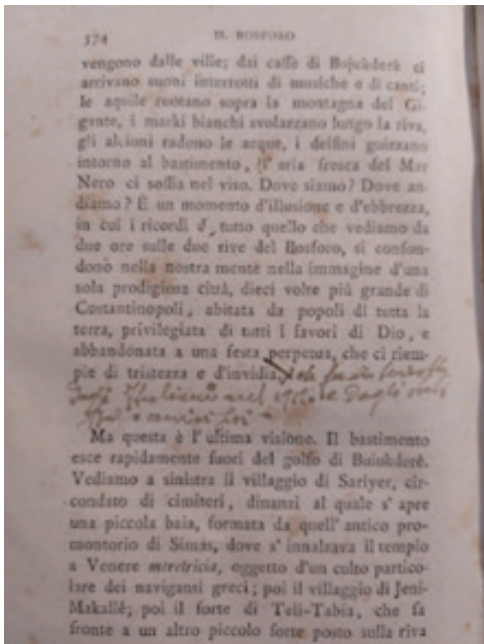 574 IL BOSFORO
vengono dalle ville; dai caffè di Bojukderè ci
arrivano suoni interrotti di musiche e di canti;
le aquile ruotano sopra la montagna del Gi-
gante, i marki bianchi svolazzano lungo la riva,
gli alcioni radono le acque, i delfini guizzano
intorno al bastimento, l'aria fresca del Mar
Nero ci soffia nel viso. Dove siamo? Dove an-
diamo? È un momento d'illusione e d'ebbrezza,
in cui i ricordi di tutto quello che vediamo da
due ore sulle due rive del Bosforo, si confon-
dono nella nostra mente nella immagine d'una
sola prodigiosa città, dieci volte più grande di
Costantinopoli, abitata da popoli di tutta la
terra, privilegiata di tutti i favori di Dio, e
abbandonata a una festa perpetua, che ci riem-
pie di tristezza e d'invidia,
Ma questa è l'ultima visione. Il bastimento
esce rapidamente fuori del golfo di Buiukderè.
Vediamo a sinistra il villaggio di Sariyer, cir-
condato di cimiteri, dinanzi al quale s'apre
una piccola baia, formata da quell'antico pro-
montorio di Simas, dove s'innalzava il tempio
a Venere meretricia, oggetto d'un culto partico-
lare dei naviganti greci; poi il villaggio di Jeni-
Makallè; poi il forte di Teli-Tabia, che fa
fronte a un altro piccolo forte posto sulla riva